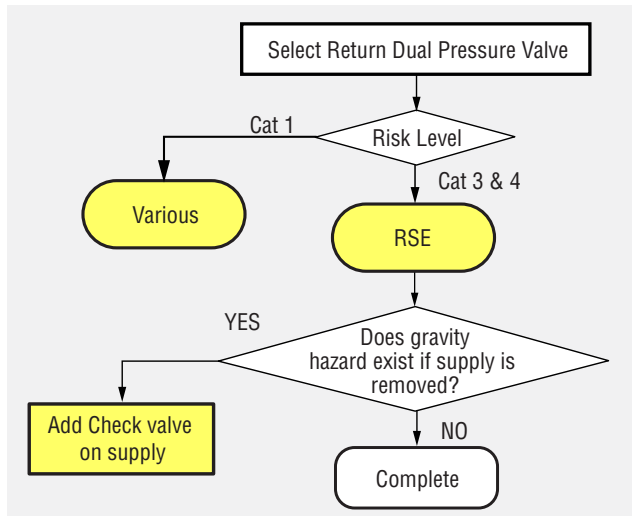 Select Return Dual Pressure Valve
Cat 1
Risk Level
Cat 3 & 4
Various
RSE
YES
Does gravity
hazard exist if supply is
removed?
Add Check valve
on supply
NO
Complete